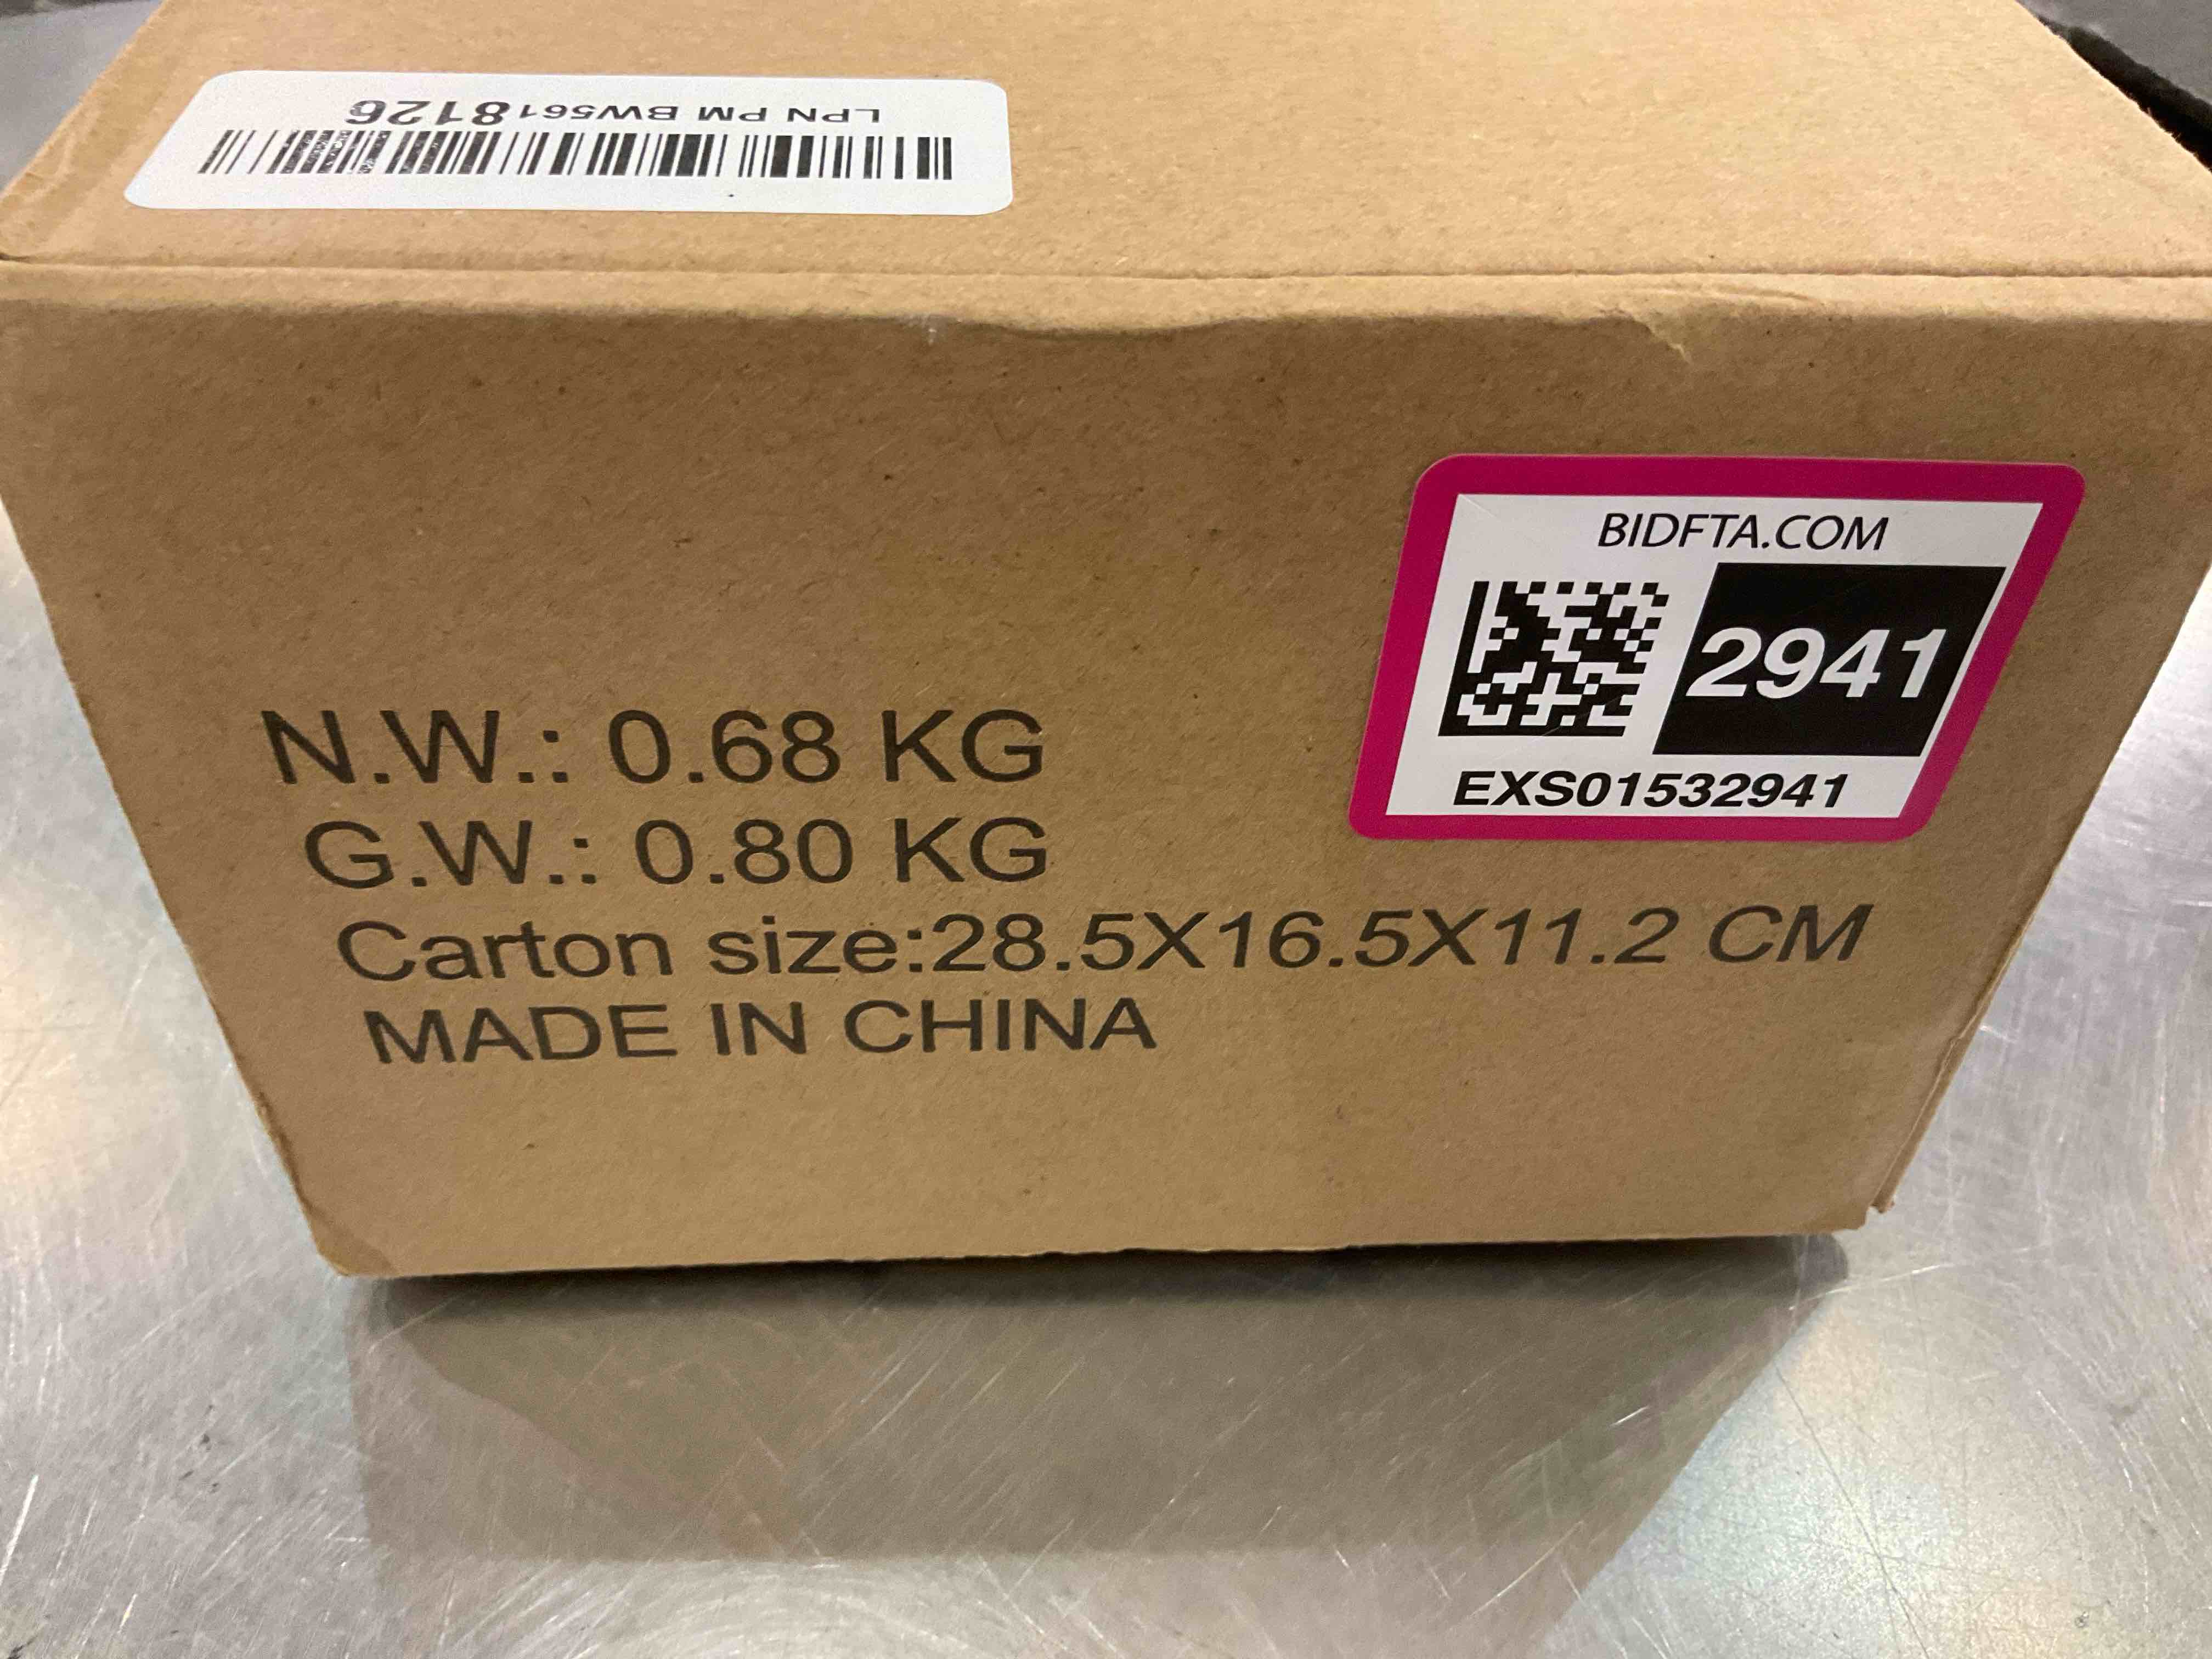 LPN PM BW5618126
BIDFTA.COM
2941
EXS01532941
N.W.: 0.68 KG
G.W.: 0.80 KG
Carton size:28.5X16.5X11.2 CM
MADE IN CHINA